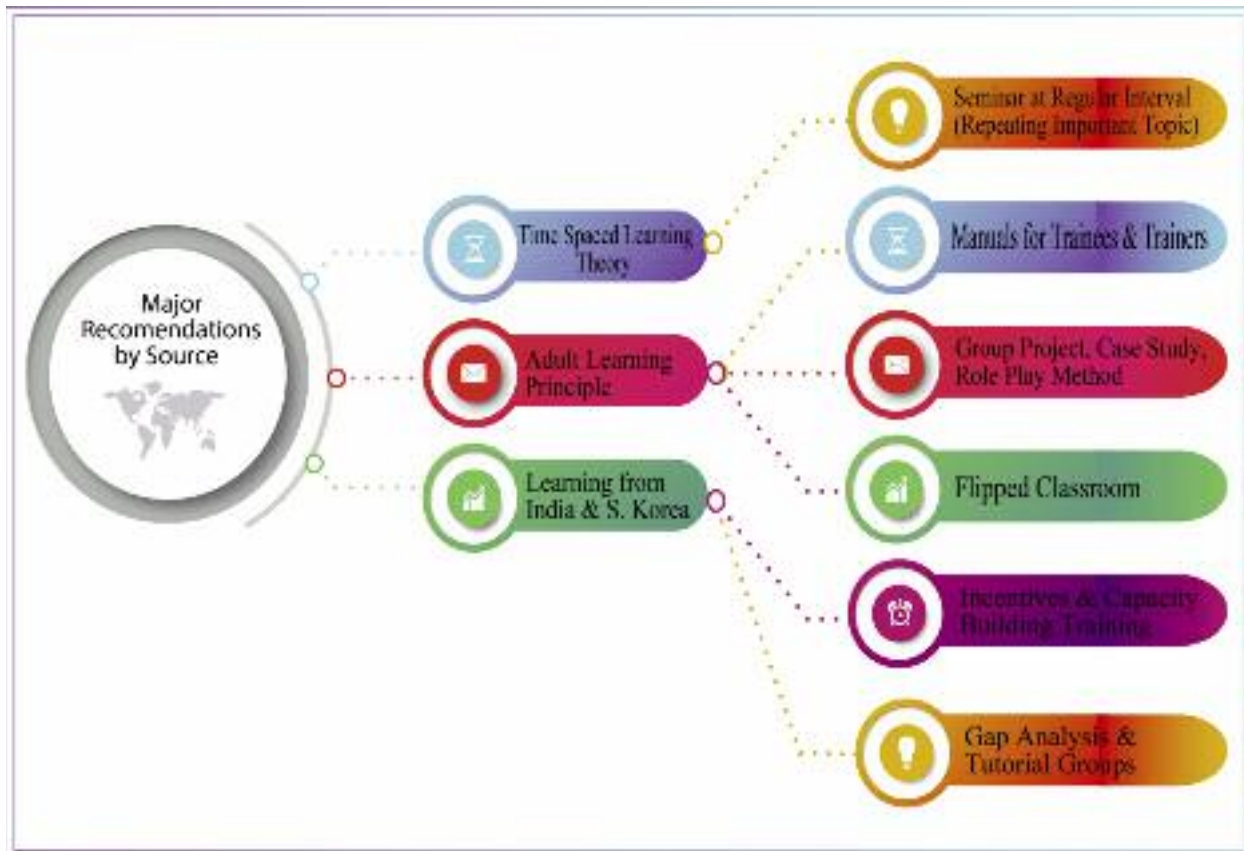 Major
Recomendations
by Source
Time Spaced Learning
Theory
Adult Learning
Principle
Learning from
India & S. Korea
Seminar at Regular Interval
(Repeating Important Topic)
Manuals for Trainees & Trainers
Group Project, Case Study,
Role Play Method
Flipped Classroom
Incentives & Capacity
Building Training
Gap Analysis &
Tutorial Groups